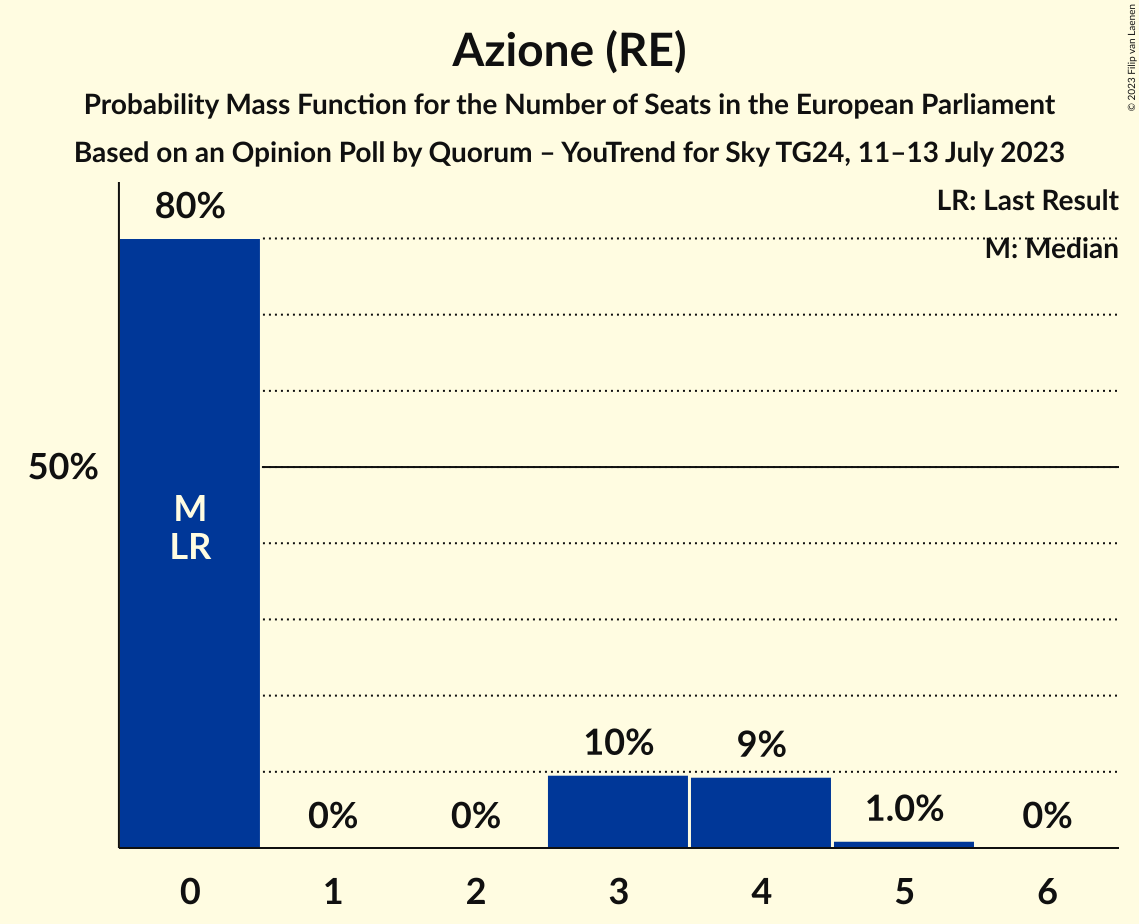 Azione (RE)
Probability Mass Function for the Number of Seats in the European Parliament
Based on an Opinion Poll by Quorum – YouTrend for Sky TG24, 11–13 July 2023
© 2023 Filip van Laenen
LR: Last Result
M: Median
80%
50%
M
LR
0%
0%
10%
9%
1.0%
0%
0 1 2 3 4 5 6